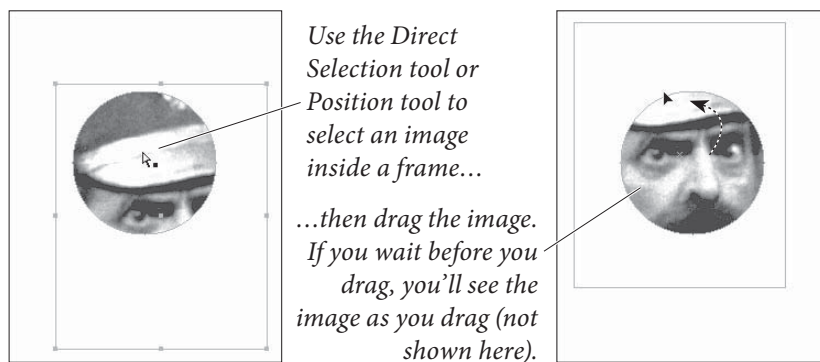 Use the Direct
Selection tool or
Position tool to
select an image
inside a frame…
…then drag the image.
If you wait before you
drag, you’ll see the
image as you drag (not
shown here).